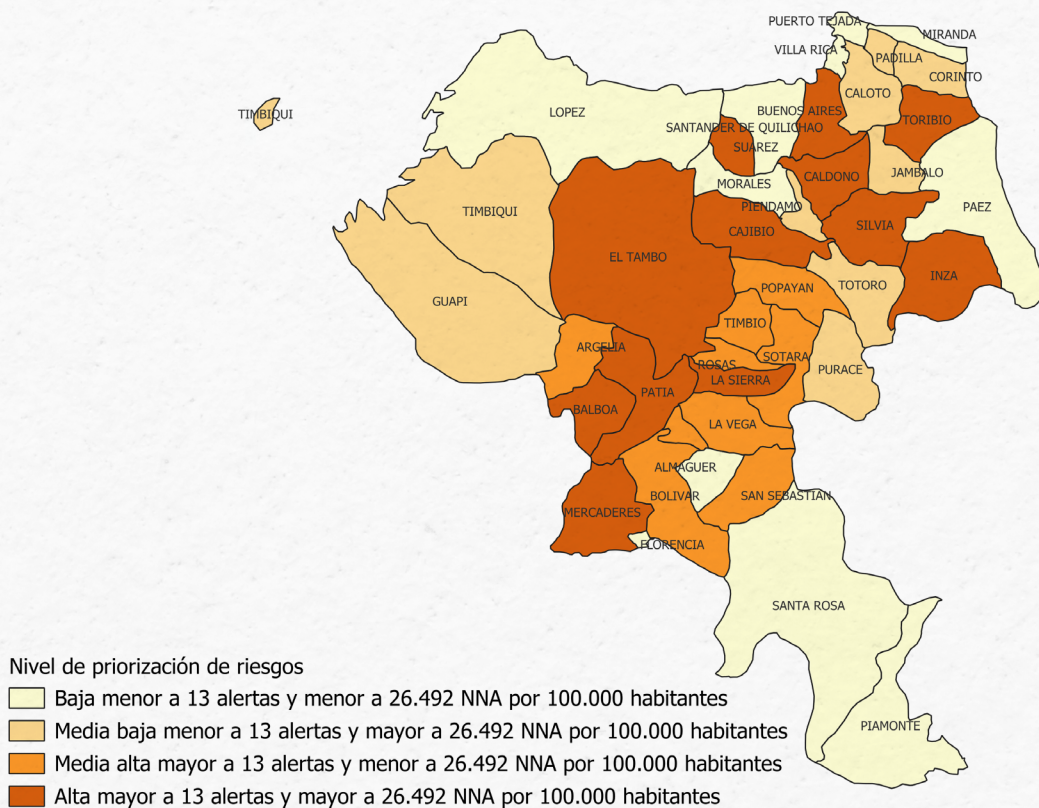 PUERTO TEJADA
MIRANDA
VILLA RICA
PADILLA
CORINTO
CALOTO
TIMBIQUI
LOPEZ
BUENOS AIRES
TORIBIO
SANTANDER DE QUILICHAO
SUAREZ
CALDONO
JAMBALO
MORALES
PIENDAMO
PAEZ
TIMBIQUI
SILVIA
CAJIBIO
EL TAMBO
INZA
TOTORO
POPAYAN
GUAPI
TIMBIO
ARGELIA
SOTARA
ROSAS
PURACE
LA SIERRA
PATIA
BALBOA
LA VEGA
ALMAGUER
BOLIVAR
SAN SEBASTIAN
MERCADERES
FLORENCIA
SANTA ROSA
PIAMONTE
Nivel de priorización de riesgos
Baja menor a 13 alertas y menor a 26.492 NNA por 100.000 habitantes
Media baja menor a 13 alertas y mayor a 26.492 NNA por 100.000 habitantes
Media alta mayor a 13 alertas y menor a 26.492 NNA por 100.000 habitantes
Alta mayor a 13 alertas y mayor a 26.492 NNA por 100.000 habitantes